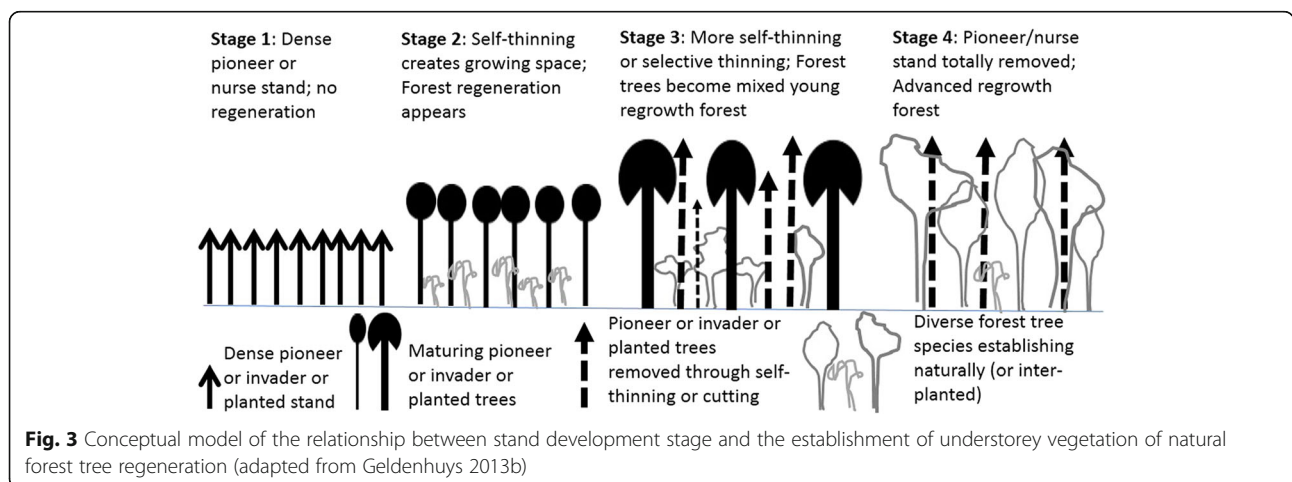 Stage 1: Dense
pioneer or
nurse stand; no
regeneration
Stage 2: Self-thinning
creates growing space;
Forest regeneration
appears
Stage 3: More self-thinning
or selective thinning; Forest
trees become mixed young
regrowth forest
Stage 4: Pioneer/nurse
stand totally removed;
Advanced regrowth
forest
Dense pioneer
or invader or
planted stand
Maturing pioneer
or invader or
planted trees
Pioneer or invader or
planted trees
removed through self-
thinning or cutting
Diverse forest tree
species establishing
naturally (or inter-
planted)
Fig. 3 Conceptual model of the relationship between stand development stage and the establishment of understorey vegetation of natural
forest tree regeneration (adapted from Geldenhuys 2013b)